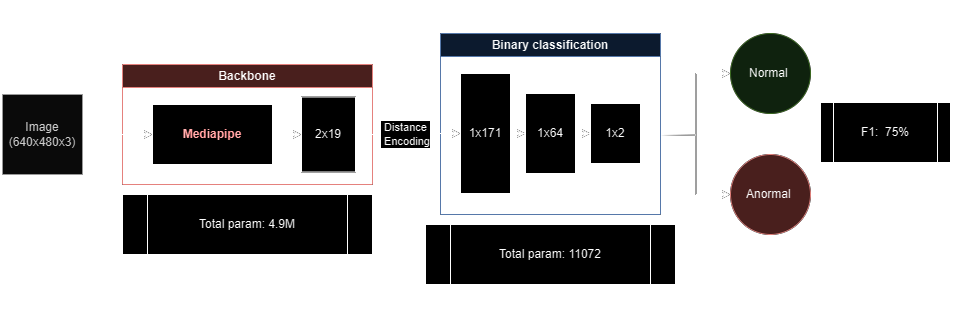 Image
(640x480x3)
Backbone
Mediapipe
2x19
Total param: 4.9M
Distance
Encoding
Binary classification
1x171
1x64
1x2
Total param: 11072
Normal
Anormal
F1: 75%